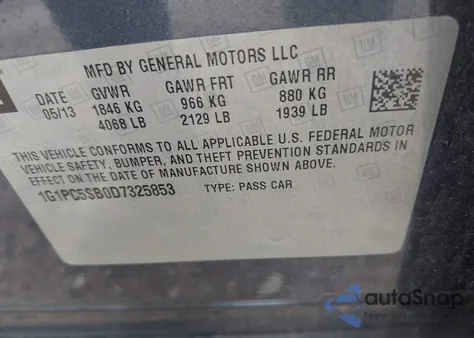 MFD BY GENERAL MOTORS LLC
DATE GVWR GAWR FRT GAWR RR
05/13 1846 KG 966 KG 880 KG
4068 LB 2129 LB 1939 LB
THIS VEHICLE CONFORMS TO ALL APPLICABLE U.S. FEDERAL MOTOR
VEHICLE SAFETY, BUMPER, AND THEFT PREVENTION STANDARDS IN
EFFECT ON THE DATE OF MANUFACTURE SHOWN ABOVE.
1G1PC5SB0D7325853 TYPE: PASS CAR
autoSnap